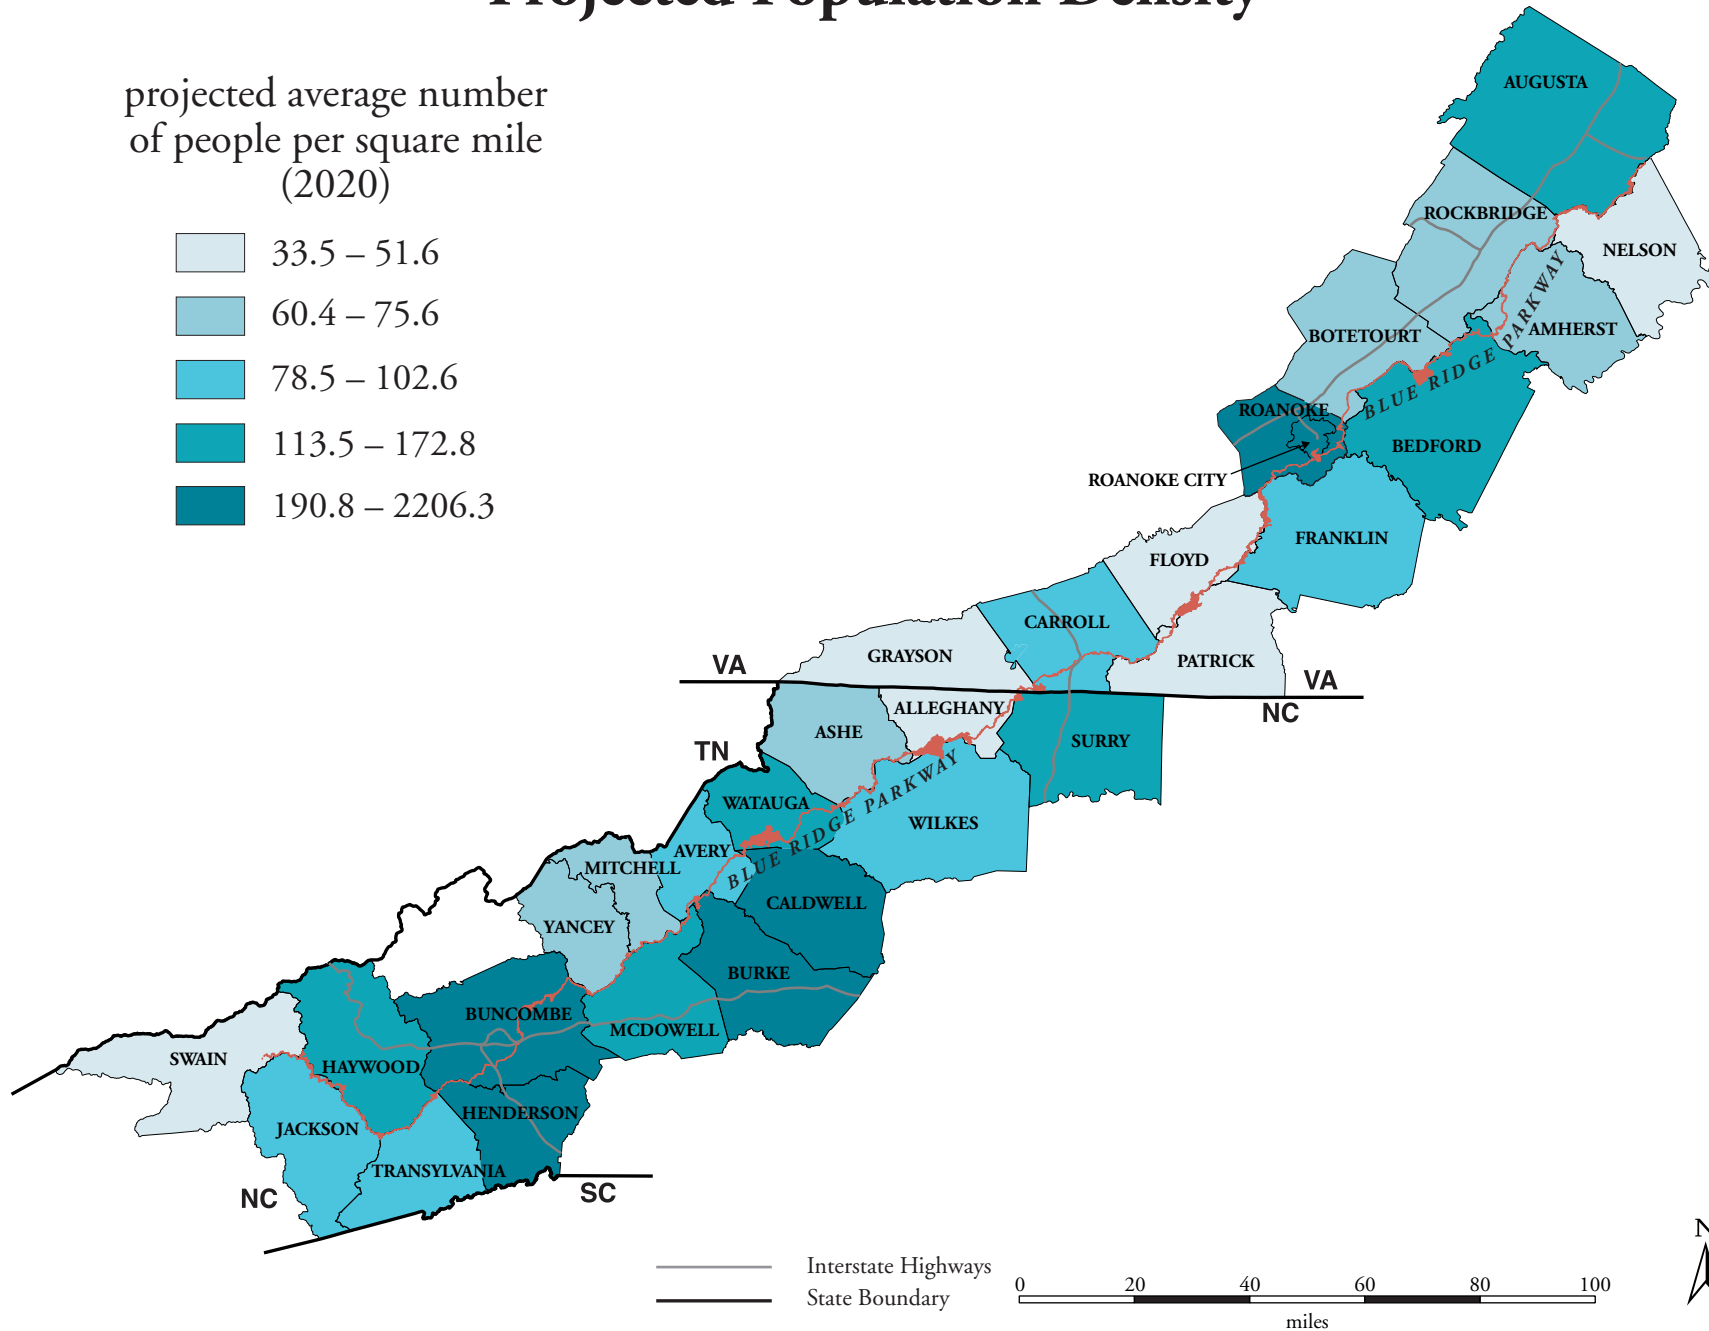 Projected Population Density
projected average number
of people per square mile
(2020)
33.5 – 51.6
60.4 – 75.6
78.5 – 102.6
113.5 – 172.8
190.8 – 2206.3
AUGUSTA
ROCKBRIDGE
NELSON
BLUE RIDGE PARKWAY
AMHERST
BOTETOURT
ROANOKE
BEDFORD
ROANOKE CITY
FRANKLIN
FLOYD
CARROLL
GRAYSON
PATRICK
VA
VA
NC
ALLEGHANY
ASHE
SURRY
TN
WATAUGA
BLUE RIDGE PARKWAY
WILKES
AVERY
MITCHELL
CALDWELL
YANCEY
BURKE
BUNCOMBE
MCDOWELL
SWAIN
HAYWOOD
HENDERSON
JACKSON
TRANSYLVANIA
NC
SC
N
Interstate Highways
State Boundary
0 20 40 60 80 100
miles